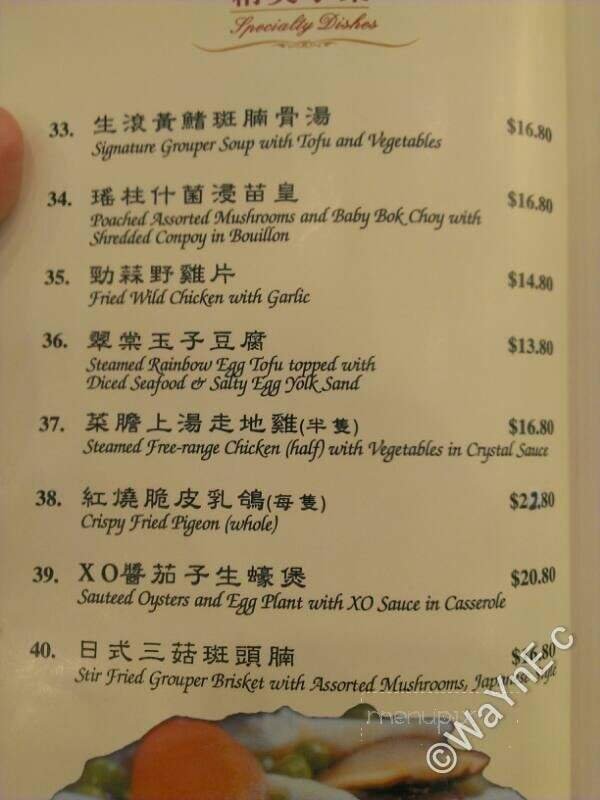 Specialty Dishes
33. 生滾黃鰭斑腩骨湯 $16.80
Signature Grouper Soup with Tofu and Vegetables
34. 瑤柱什菌浸苗皇 $16.80
Poached Assorted Mushrooms and Baby Bok Choy with
Shredded Conpoy in Bouillon
35. 勁蒜野雞片 $14.80
Fried Wild Chicken with Garlic
36. 翠棠玉子豆腐 $13.80
Steamed Rainbow Egg Tofu topped with
Diced Seafood & Salty Egg Yolk Sand
37. 菜膽上湯走地雞(半隻) $16.80
Steamed Free-range Chicken (half) with Vegetables in Crystal Sauce
38. 紅燒脆皮乳鴿(每隻) $22.80
Crispy Fried Pigeon (whole)
39. XO醬茄子生蠔煲 $20.80
Sauteed Oysters and Egg Plant with XO Sauce in Casserole
40. 日式三菇斑頭腩 $16.80
Stir Fried Grouper Brisket with Assorted Mushrooms, Japanese Style
menupix
©WayneC